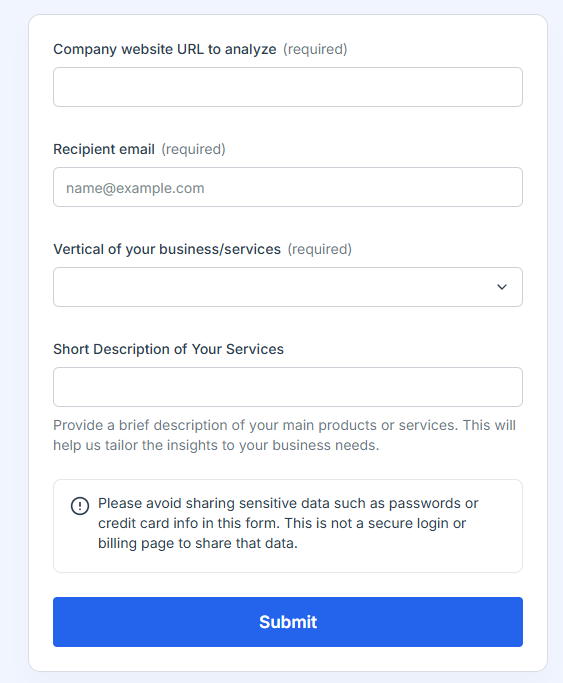 Company website URL to analyze (required)
Recipient email (required)
name@example.com
Vertical of your business/services (required)
Short Description of Your Services
Provide a brief description of your main products or services. This will
help us tailor the insights to your business needs.
Please avoid sharing sensitive data such as passwords or
credit card info in this form. This is not a secure login or
billing page to share that data.
Submit